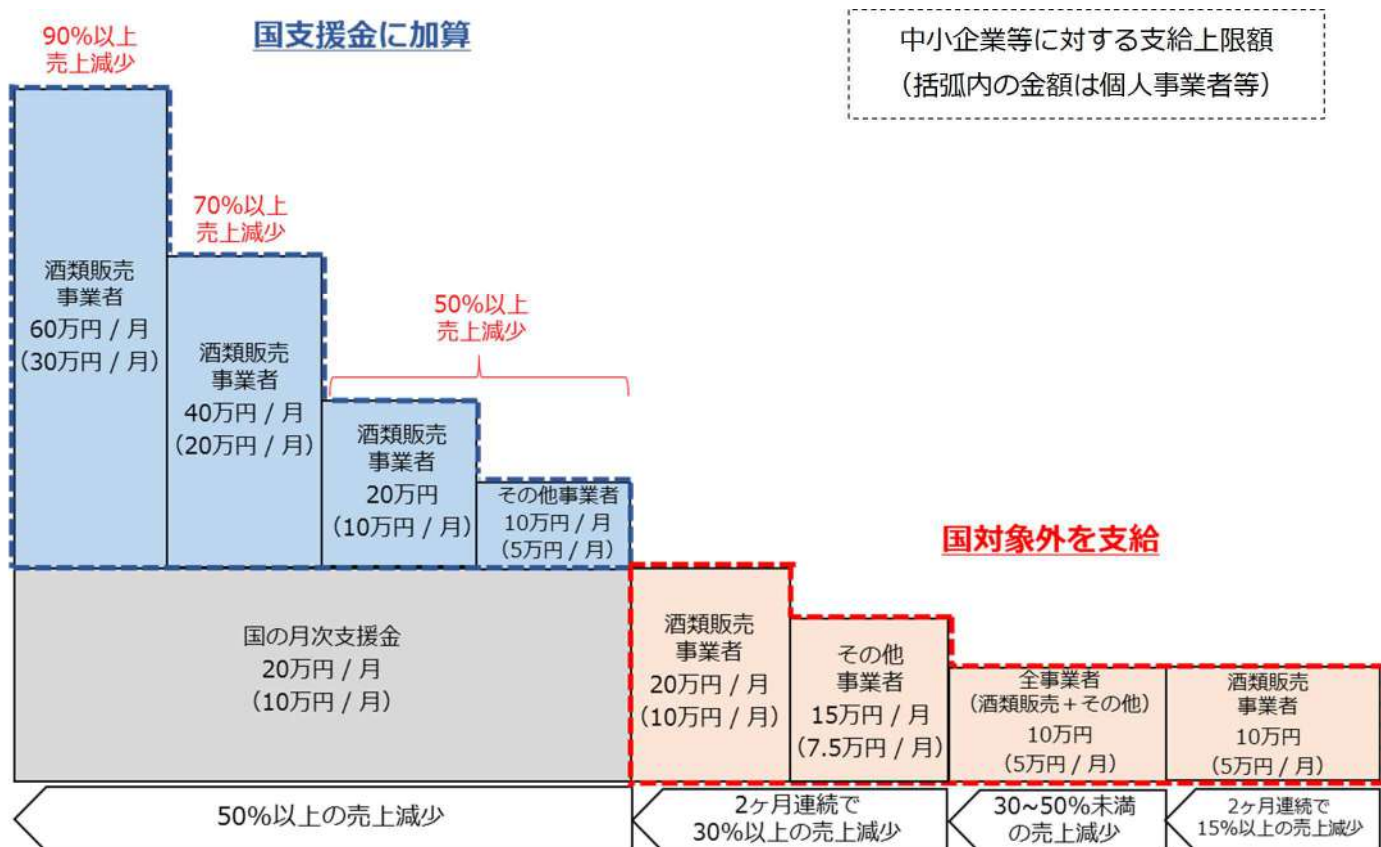 国支援金に加算
中小企業等に対する支給上限額
（括弧内の金額は個人事業者等）
90%以上
売上減少
酒類販売
事業者
60万円 / 月
（30万円 / 月）
70%以上
売上減少
酒類販売
事業者
40万円 / 月
（20万円 / 月）
50%以上
売上減少
酒類販売
事業者
20万円
（10万円 / 月）
その他事業者
10万円 / 月
（5万円 / 月）
国の月次支援金
20万円 / 月
（10万円 / 月）
国対象外を支給
酒類販売
事業者
20万円 / 月
（10万円 / 月）
その他
事業者
15万円 / 月
（7.5万円 / 月）
全事業者
（酒類販売＋その他）
10万円
（5万円 / 月）
酒類販売
事業者
10万円
（5万円 / 月）
50%以上の売上減少
2ヶ月連続で
30%以上の売上減少
30~50%未満
の売上減少
2ヶ月連続で
15%以上の売上減少